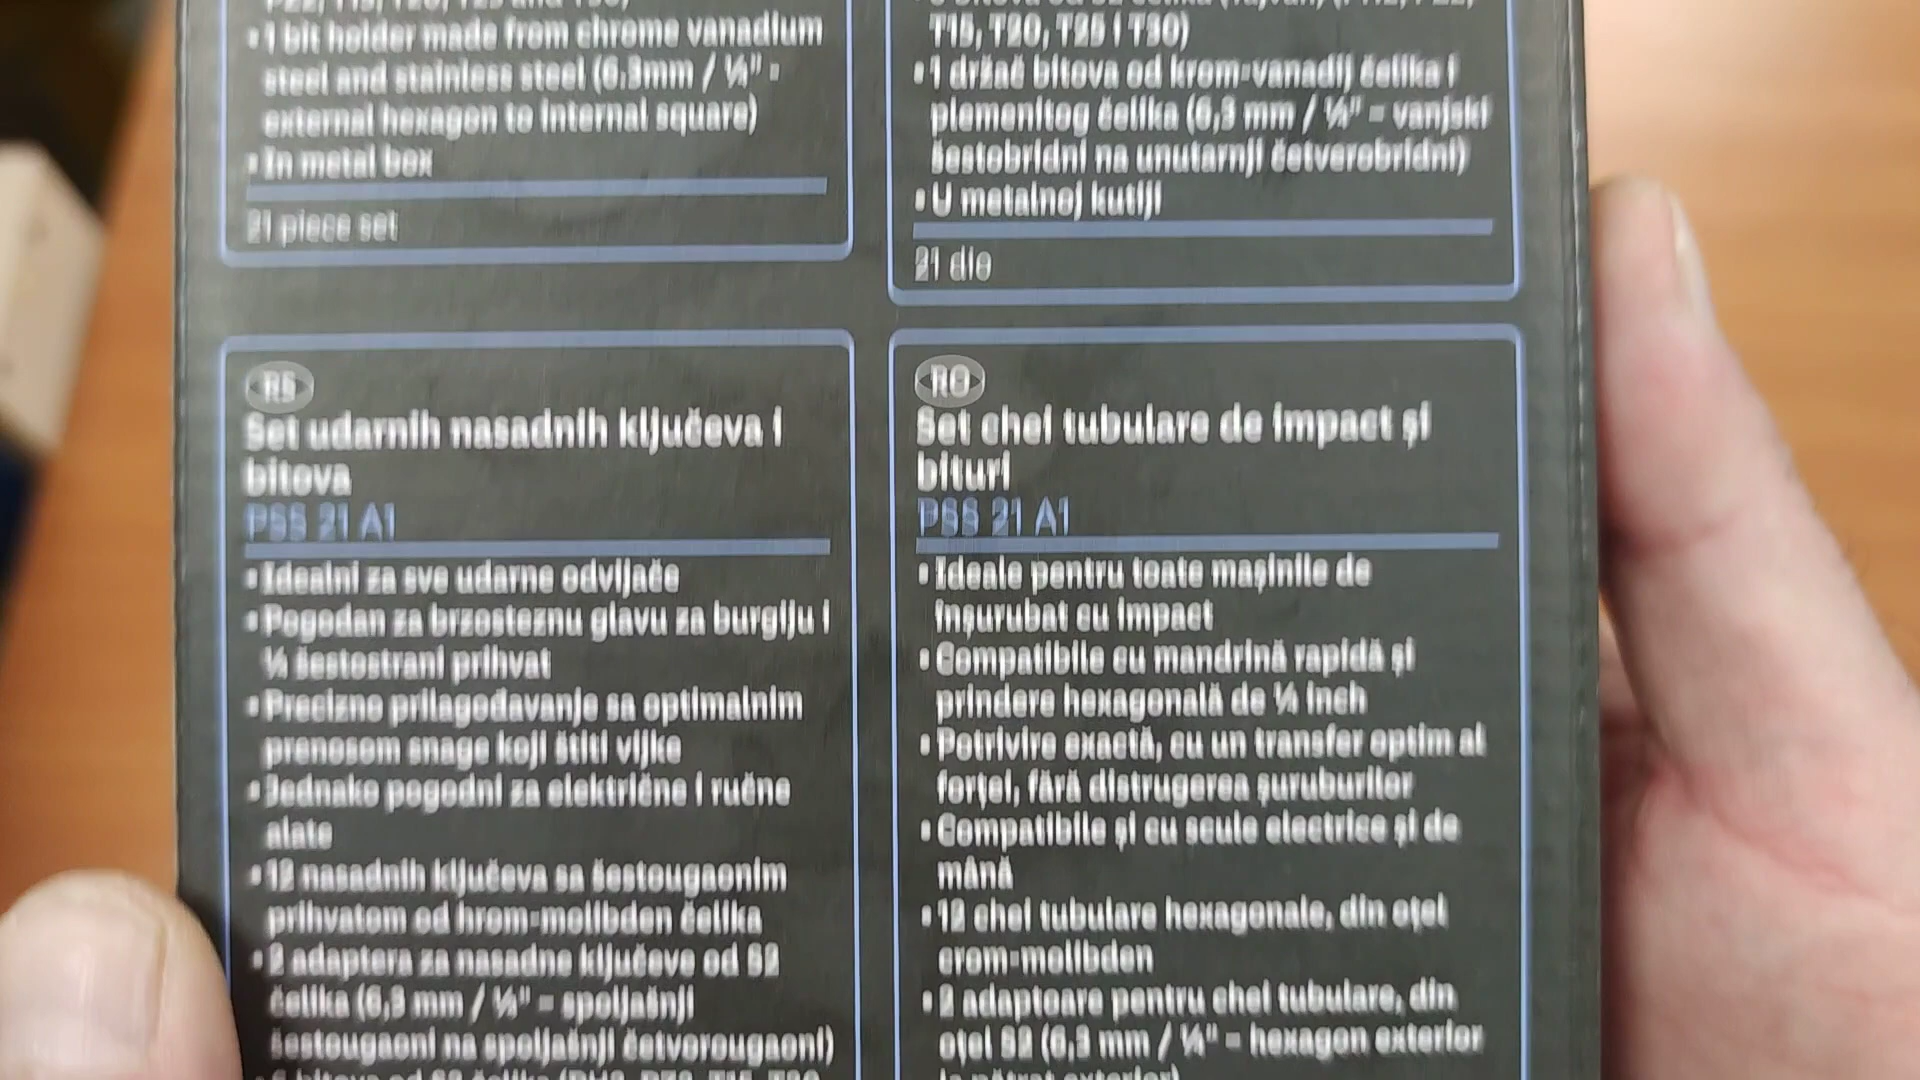 PZ2, T15, T20, T25 and T30)
• 1 bit holder made from chrome vanadium
steel and stainless steel (6.3mm / ¼" -
external hexagon to internal square)
• In metal box
21 piece set
T15, T20, T25 i T30)
• 1 držač bitova od krom-vanadij čelika i
plemenitog čelika (6,3 mm / ¼" – vanjski
šestobridni na unutarnji četverobridni)
• U metalnoj kutiji
21 dio
RS
Set udarnih nasadnih ključeva i
bitova
PSS 21 A1
• Idealni za sve udarne odvijače
• Pogodan za brzosteznu glavu za burgiju i
¼ šestostrani prihvat
• Precizno prilagođavanje sa optimalnim
prenosom snage koji štiti vijke
• Jednako pogodni za električne i ručne
alate
• 12 nasadnih ključeva sa šestougaonim
prihvatom od hrom-molibden čelika
• 2 adaptera za nasadne ključeve od S2
čelika (6,3 mm / ¼" – spoljašnji
šestougaoni na spoljašnji četvorougaoni)
RO
Set chei tubulare de impact și
bituri
PSS 21 A1
• Ideale pentru toate mașinile de
înșurubat cu impact
• Compatibile cu mandrină rapidă și
prindere hexagonală de ¼ inch
• Potrivire exactă, cu un transfer optim al
forței, fără distrugerea șuruburilor
• Compatibile și cu scule electrice și de
mână
• 12 chei tubulare hexagonale, din oțel
crom-molibden
• 2 adaptoare pentru chei tubulare, din
oțel S2 (6,3 mm / ¼" – hexagon exterior